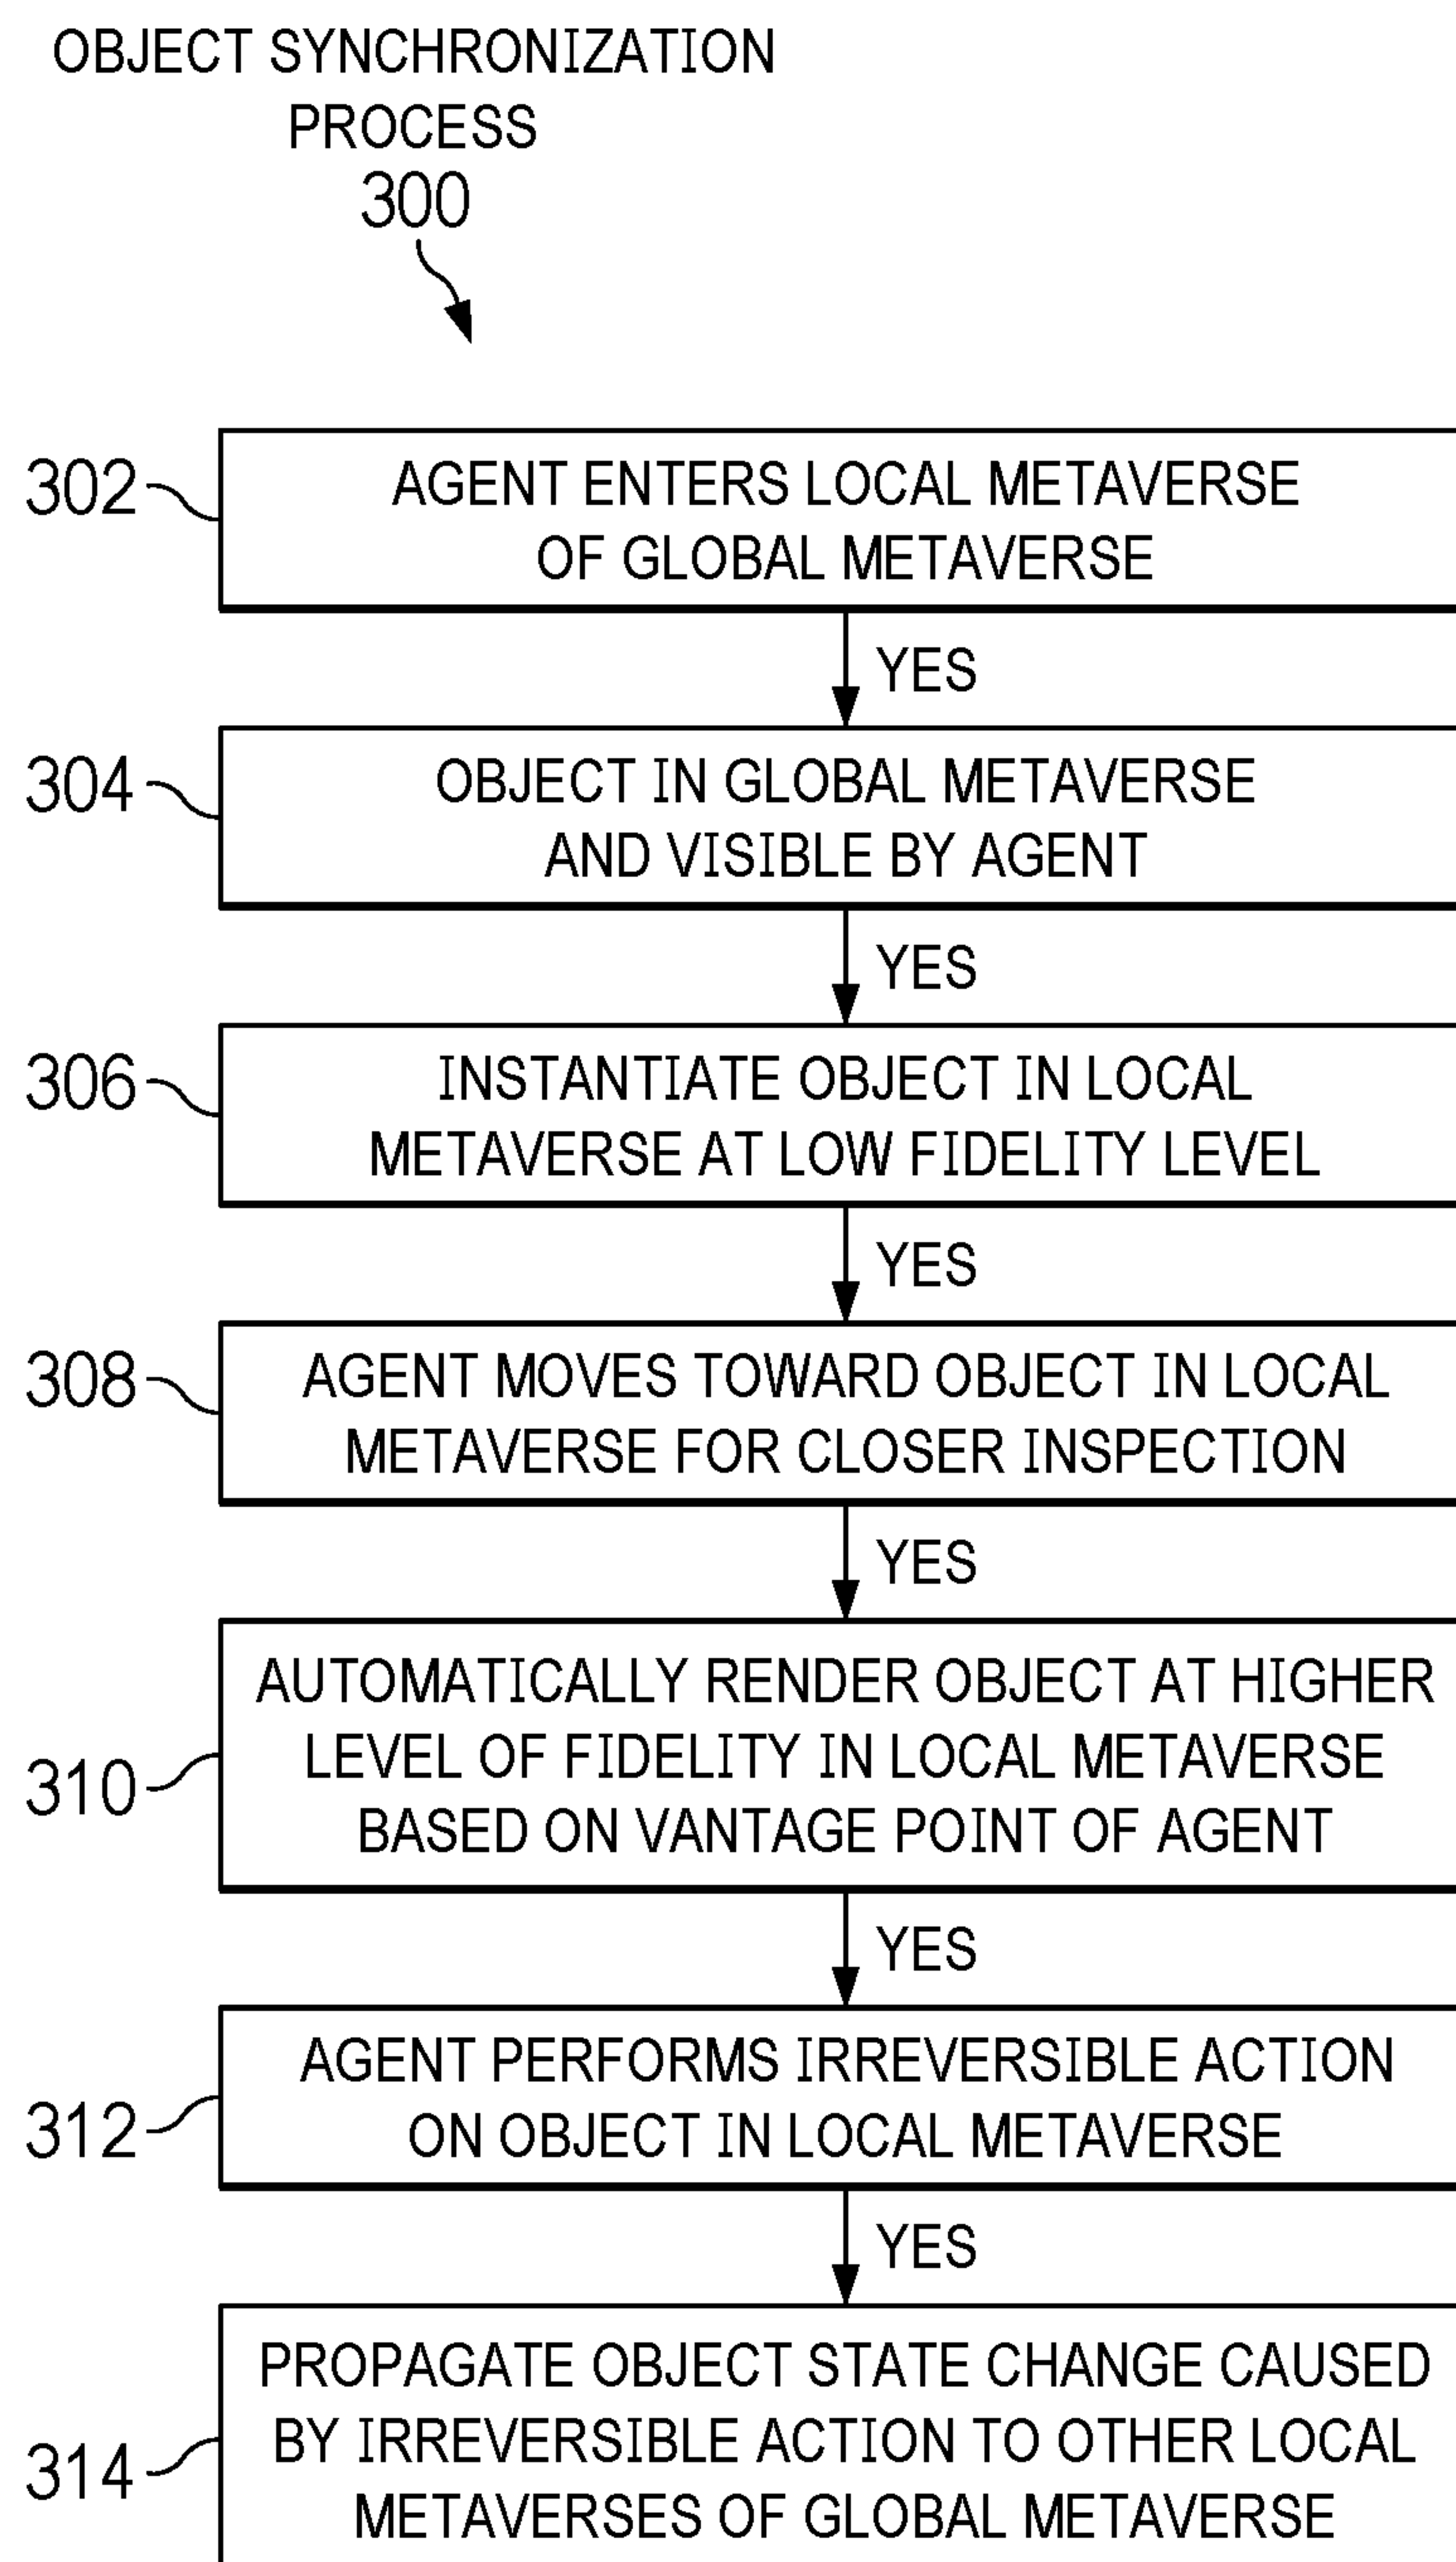 OBJECT SYNCHRONIZATION
PROCESS
300
302
AGENT ENTERS LOCAL METAVERSE
OF GLOBAL METAVERSE
YES
304
OBJECT IN GLOBAL METAVERSE
AND VISIBLE BY AGENT
YES
306
INSTANTIATE OBJECT IN LOCAL
METAVERSE AT LOW FIDELITY LEVEL
YES
308
AGENT MOVES TOWARD OBJECT IN LOCAL
METAVERSE FOR CLOSER INSPECTION
YES
310
AUTOMATICALLY RENDER OBJECT AT HIGHER
LEVEL OF FIDELITY IN LOCAL METAVERSE
BASED ON VANTAGE POINT OF AGENT
YES
312
AGENT PERFORMS IRREVERSIBLE ACTION
ON OBJECT IN LOCAL METAVERSE
YES
314
PROPAGATE OBJECT STATE CHANGE CAUSED
BY IRREVERSIBLE ACTION TO OTHER LOCAL
METAVERSES OF GLOBAL METAVERSE